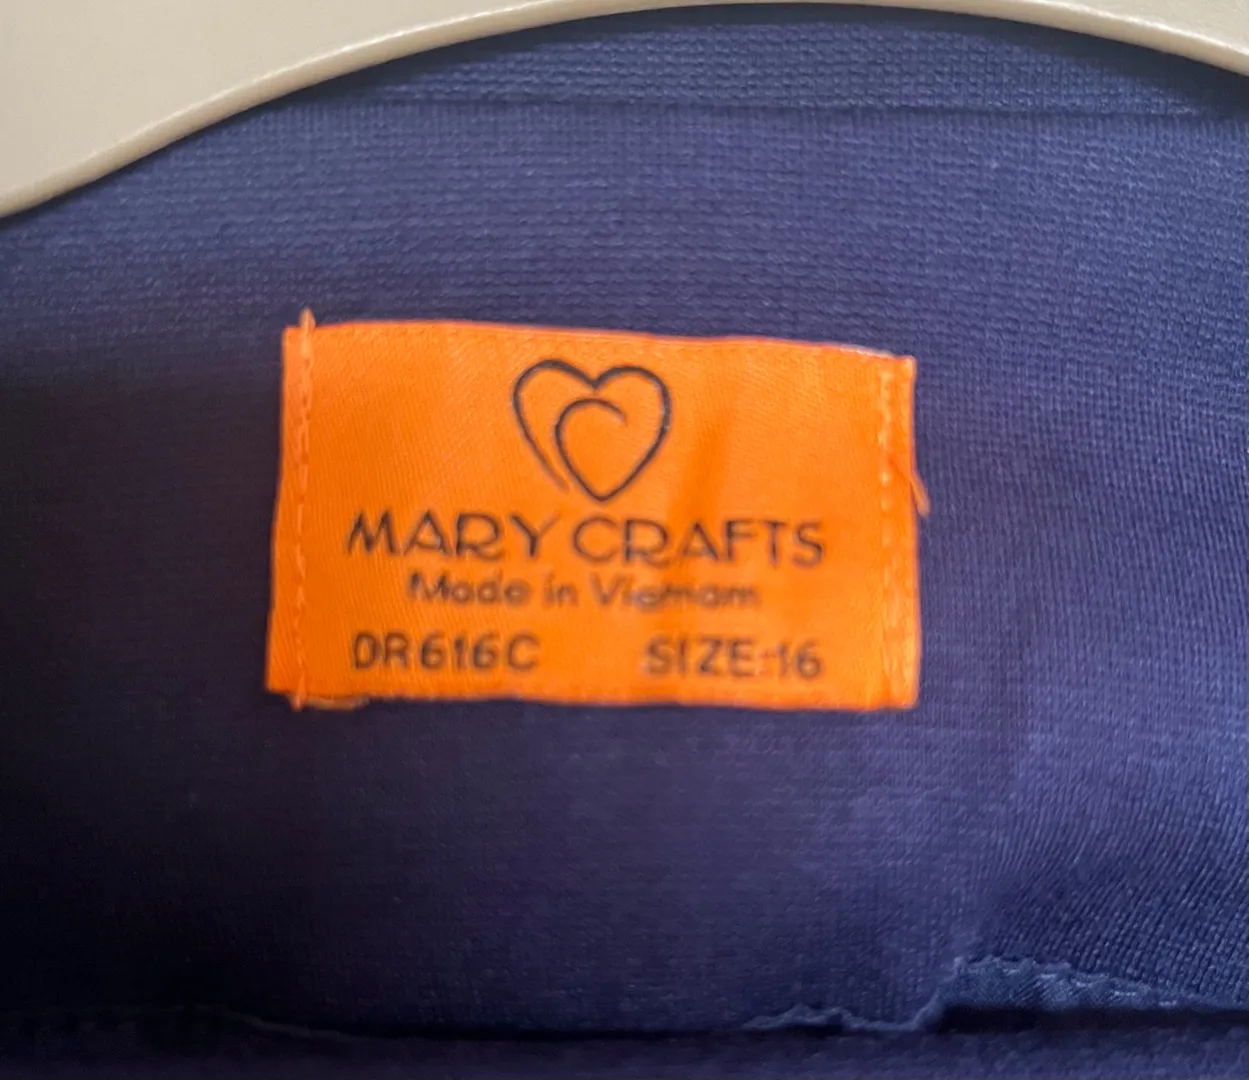 MARY CRAFTS
Made in Vietnam
DR616C SIZE:16